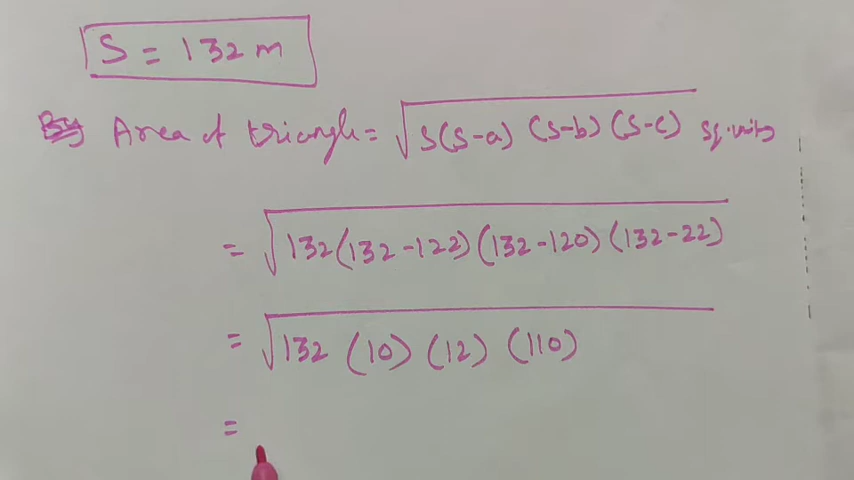 S = 132 m
By Area of triangle = √S(S-a) (S-b) (S-c) sq.units
= √132(132-122)(132-120)(132-22)
= √132 (10) (12) (110)
=